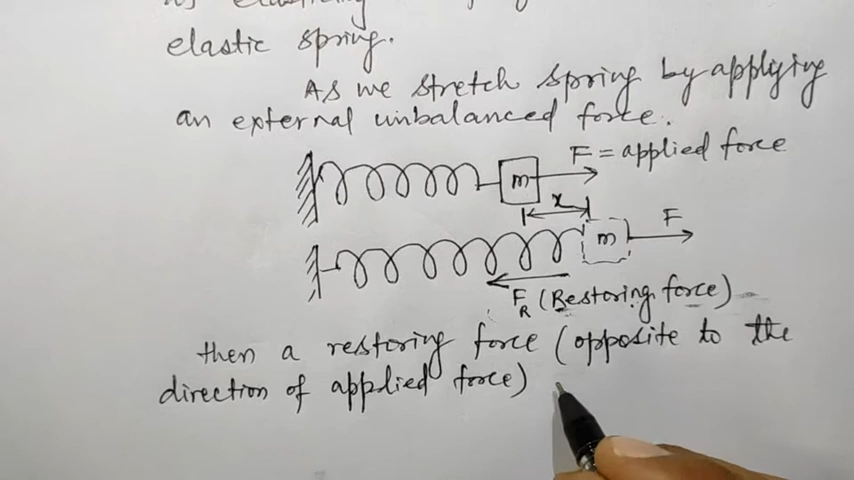 elastic spring.
As we stretch spring by applying
an external unbalanced force.
F = applied force
m
x
F
m
F_R (Restoring force)
then a restoring force (opposite to the
direction of applied force)